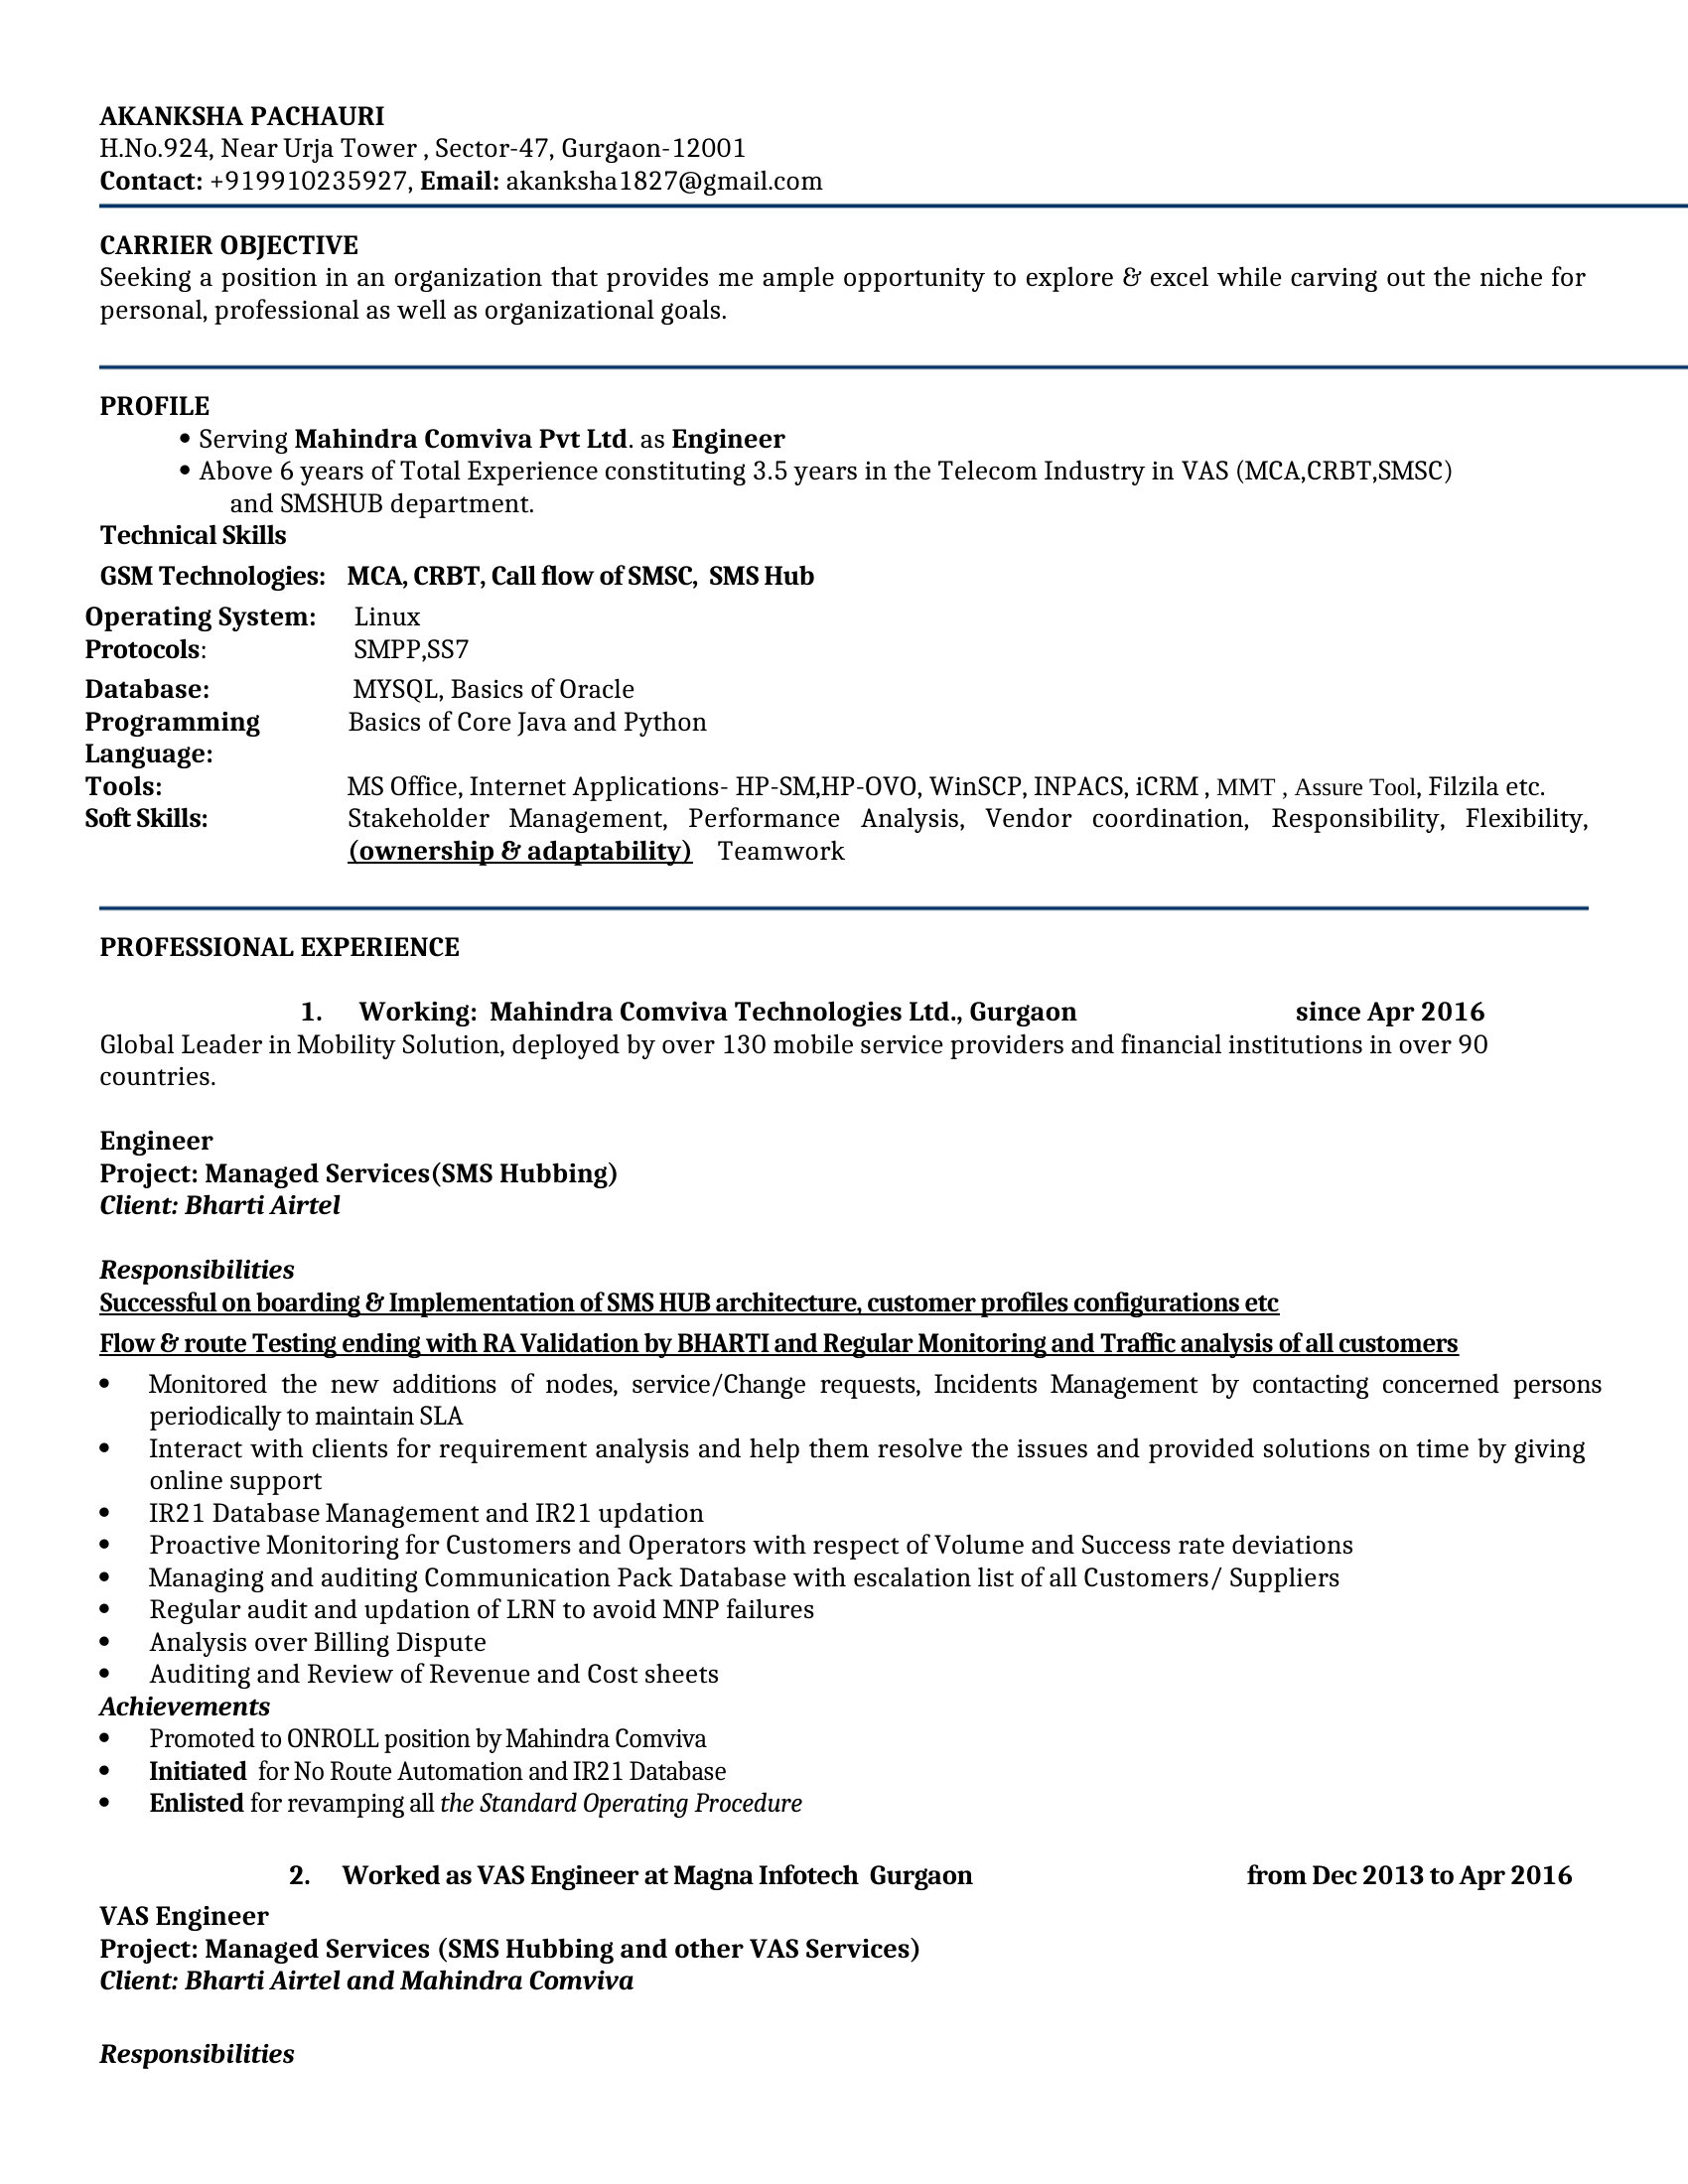 AKANKSHA PACHAURI
H.No.924, Near Urja Tower , Sector-47, Gurgaon-12001
Contact: +919910235927, Email: akanksha1827@gmail.com
CARRIER OBJECTIVE
Seeking a position in an organization that provides me ample opportunity to explore & excel while carving out the niche for
personal, professional as well as organizational goals.
PROFILE
• Serving Mahindra Comviva Pvt Ltd. as Engineer
• Above 6 years of Total Experience constituting 3.5 years in the Telecom Industry in VAS (MCA,CRBT,SMSC)
and SMSHUB department.
Technical Skills
GSM Technologies: MCA, CRBT, Call flow of SMSC, SMS Hub
Operating System: Linux
Protocols: SMPP,SS7
Database: MYSQL, Basics of Oracle
Programming Basics of Core Java and Python
Language:
Tools: MS Office, Internet Applications- HP-SM,HP-OVO, WinSCP, INPACS, iCRM , MMT , Assure Tool, Filzila etc.
Soft Skills: Stakeholder Management, Performance Analysis, Vendor coordination, Responsibility, Flexibility,
(ownership & adaptability) Teamwork
PROFESSIONAL EXPERIENCE
1. Working: Mahindra Comviva Technologies Ltd., Gurgaon since Apr 2016
Global Leader in Mobility Solution, deployed by over 130 mobile service providers and financial institutions in over 90
countries.
Engineer
Project: Managed Services(SMS Hubbing)
Client: Bharti Airtel
Responsibilities
Successful on boarding & Implementation of SMS HUB architecture, customer profiles configurations etc
Flow & route Testing ending with RA Validation by BHARTI and Regular Monitoring and Traffic analysis of all customers
• Monitored the new additions of nodes, service/Change requests, Incidents Management by contacting concerned persons
periodically to maintain SLA
• Interact with clients for requirement analysis and help them resolve the issues and provided solutions on time by giving
online support
• IR21 Database Management and IR21 updation
• Proactive Monitoring for Customers and Operators with respect of Volume and Success rate deviations
• Managing and auditing Communication Pack Database with escalation list of all Customers/ Suppliers
• Regular audit and updation of LRN to avoid MNP failures
• Analysis over Billing Dispute
• Auditing and Review of Revenue and Cost sheets
Achievements
• Promoted to ONROLL position by Mahindra Comviva
• Initiated for No Route Automation and IR21 Database
• Enlisted for revamping all the Standard Operating Procedure
2. Worked as VAS Engineer at Magna Infotech Gurgaon from Dec 2013 to Apr 2016
VAS Engineer
Project: Managed Services (SMS Hubbing and other VAS Services)
Client: Bharti Airtel and Mahindra Comviva
Responsibilities